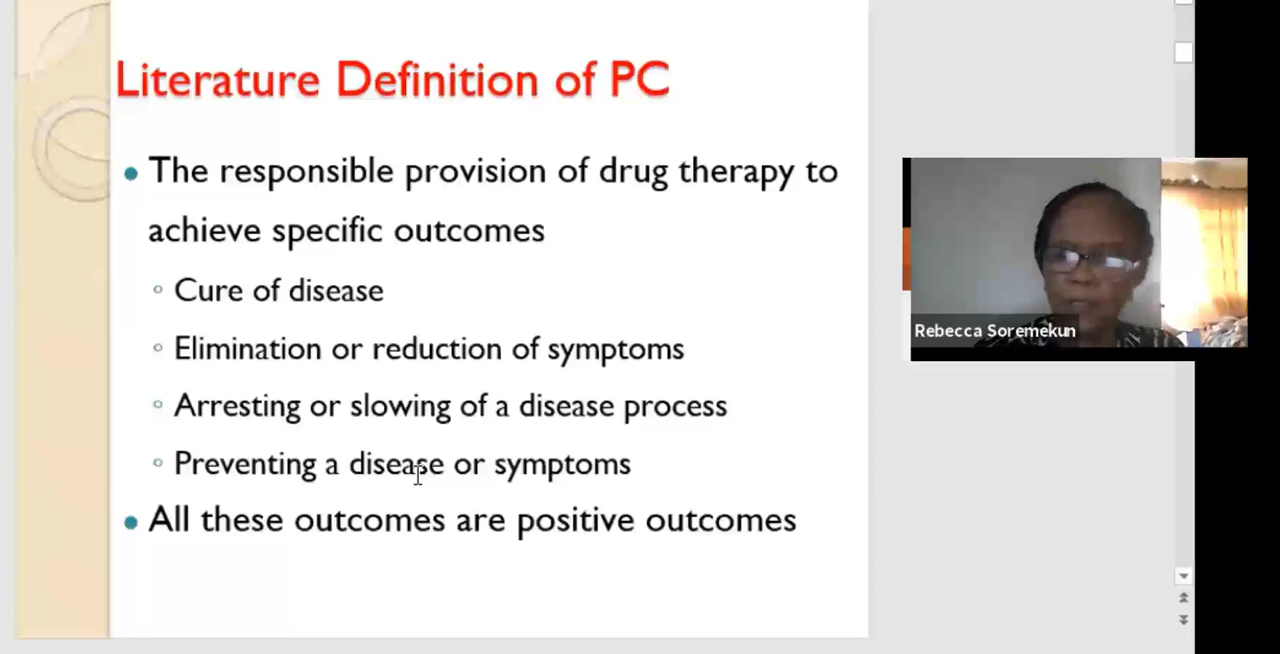 Literature Definition of PC
The responsible provision of drug therapy to
achieve specific outcomes
Cure of disease
Elimination or reduction of symptoms
Arresting or slowing of a disease process
Preventing a disease or symptoms
All these outcomes are positive outcomes
Rebecca Soremekun